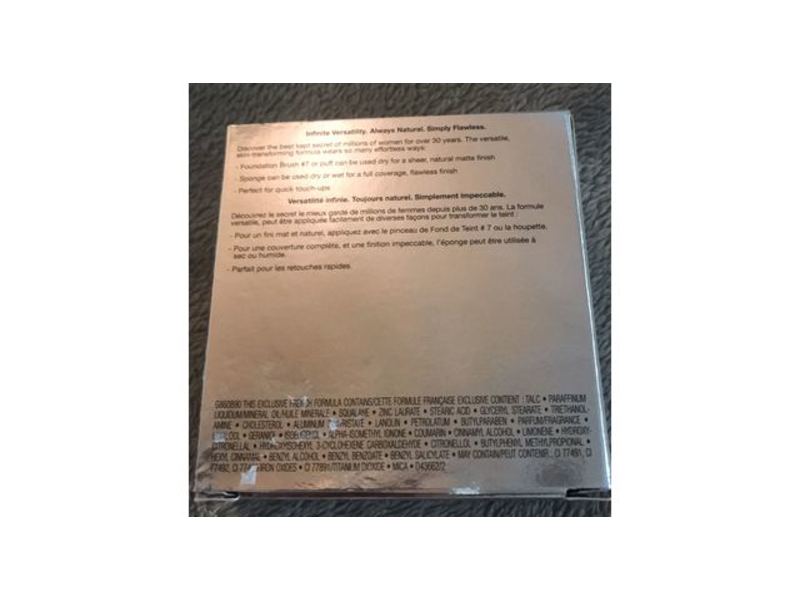 Infinite Versatility. Always Natural. Simply Flawless.
Discover the best kept secret of millions of women for over 30 years. The versatile,
skin-transforming formula wears so many effortless ways:
- Foundation Brush #7 or puff can be used dry for a sheer, natural matte finish
- Sponge can be used dry or wet for a full coverage, flawless finish
- Perfect for quick touch-ups
Versatilité infinie. Toujours naturel. Simplement Impeccable.
Découvrez le secret le mieux gardé de millions de femmes depuis plus de 30 ans. La formule
versatile, peut être appliquée facilement de diverses façons pour transformer le teint :
- Pour un fini mat et naturel, appliquez avec le pinceau de Fond de Teint # 7 ou la houpette.
- Pour une couverture complète, et une finition impeccable, l'éponge peut être utilisée à
sec ou humide.
- Parfait pour les retouches rapides.
THIS EXCLUSIVE FRENCH FORMULA CONTAINS/CETTE FORMULE FRANÇAISE EXCLUSIVE CONTIENT : TALC • PARAFFINUM
LIQUIDUM/MINERAL OIL/HUILE MINERALE • SQUALANE • ZINC LAURATE • STEARIC ACID • GLYCERYL STEARATE • TRIETHANOL-
AMINE • CHOLESTEROL • ALUMINUM • LANOLIN • PETROLATUM • BUTYLPARABEN • PARFUM/FRAGRANCE •
• GERANIOL • ISOEUGENOL • ALPHA-ISOMETHYL IONONE • COUMARIN • CINNAMYL ALCOHOL • LIMONENE • HYDROXY-
CITRONELLAL • HYDROXYISOHEXYL 3-CYCLOHEXENE CARBOXALDEHYDE • CITRONELLOL • BUTYLPHENYL METHYLPROPIONAL •
HEXYL CINNAMAL • BENZYL ALCOHOL • BENZYL BENZOATE • BENZYL SALICYLATE • MAY CONTAIN/PEUT CONTENIR... CI 77491, CI
77492, CI IRON OXIDES • CI 77891/TITANIUM DIOXIDE • MICA • D43662/2